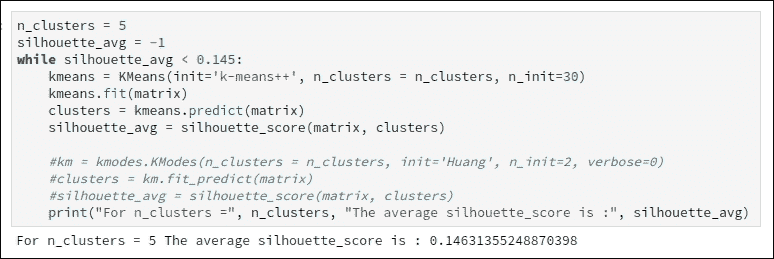 n_clusters = 5
silhouette_avg = -1
while silhouette_avg < 0.145:
    kmeans = KMeans(init='k-means++', n_clusters = n_clusters, n_init=30)
    kmeans.fit(matrix)
    clusters = kmeans.predict(matrix)
    silhouette_avg = silhouette_score(matrix, clusters)
    #km = kmodes.KModes(n_clusters = n_clusters, init='Huang', n_init=2, verbose=0)
    #clusters = km.fit_predict(matrix)
    #silhouette_avg = silhouette_score(matrix, clusters)
    print("For n_clusters =", n_clusters, "The average silhouette_score is :", silhouette_avg)
For n_clusters = 5 The average silhouette_score is : 0.14631355248870398